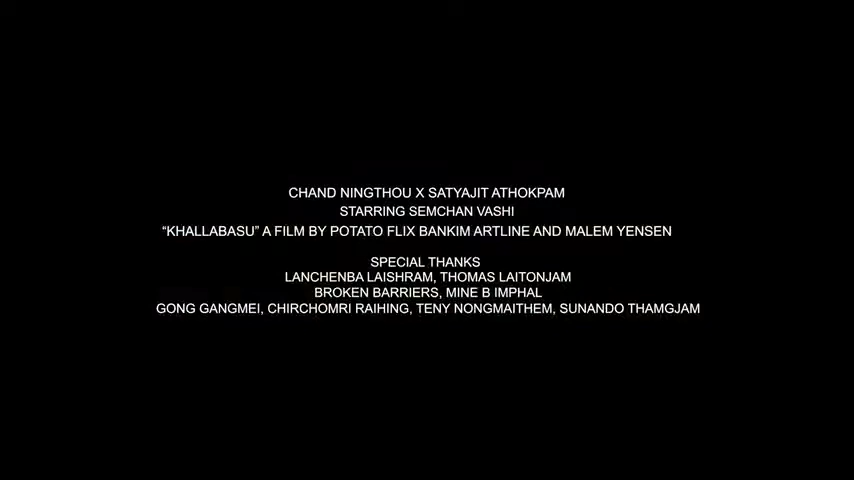 CHAND NINGTHOU X SATYAJIT ATHOKPAM
STARRING SEMCHAN VASHI
“KHALLABASU” A FILM BY POTATO FLIX BANKIM ARTLINE AND MALEM YENSEN
SPECIAL THANKS
LANCHENBA LAISHRAM, THOMAS LAITONJAM
BROKEN BARRIERS, MINE B IMPHAL
GONG GANGMEI, CHIRCHOMRI RAIHING, TENY NONGMAITHEM, SUNANDO THAMGJAM